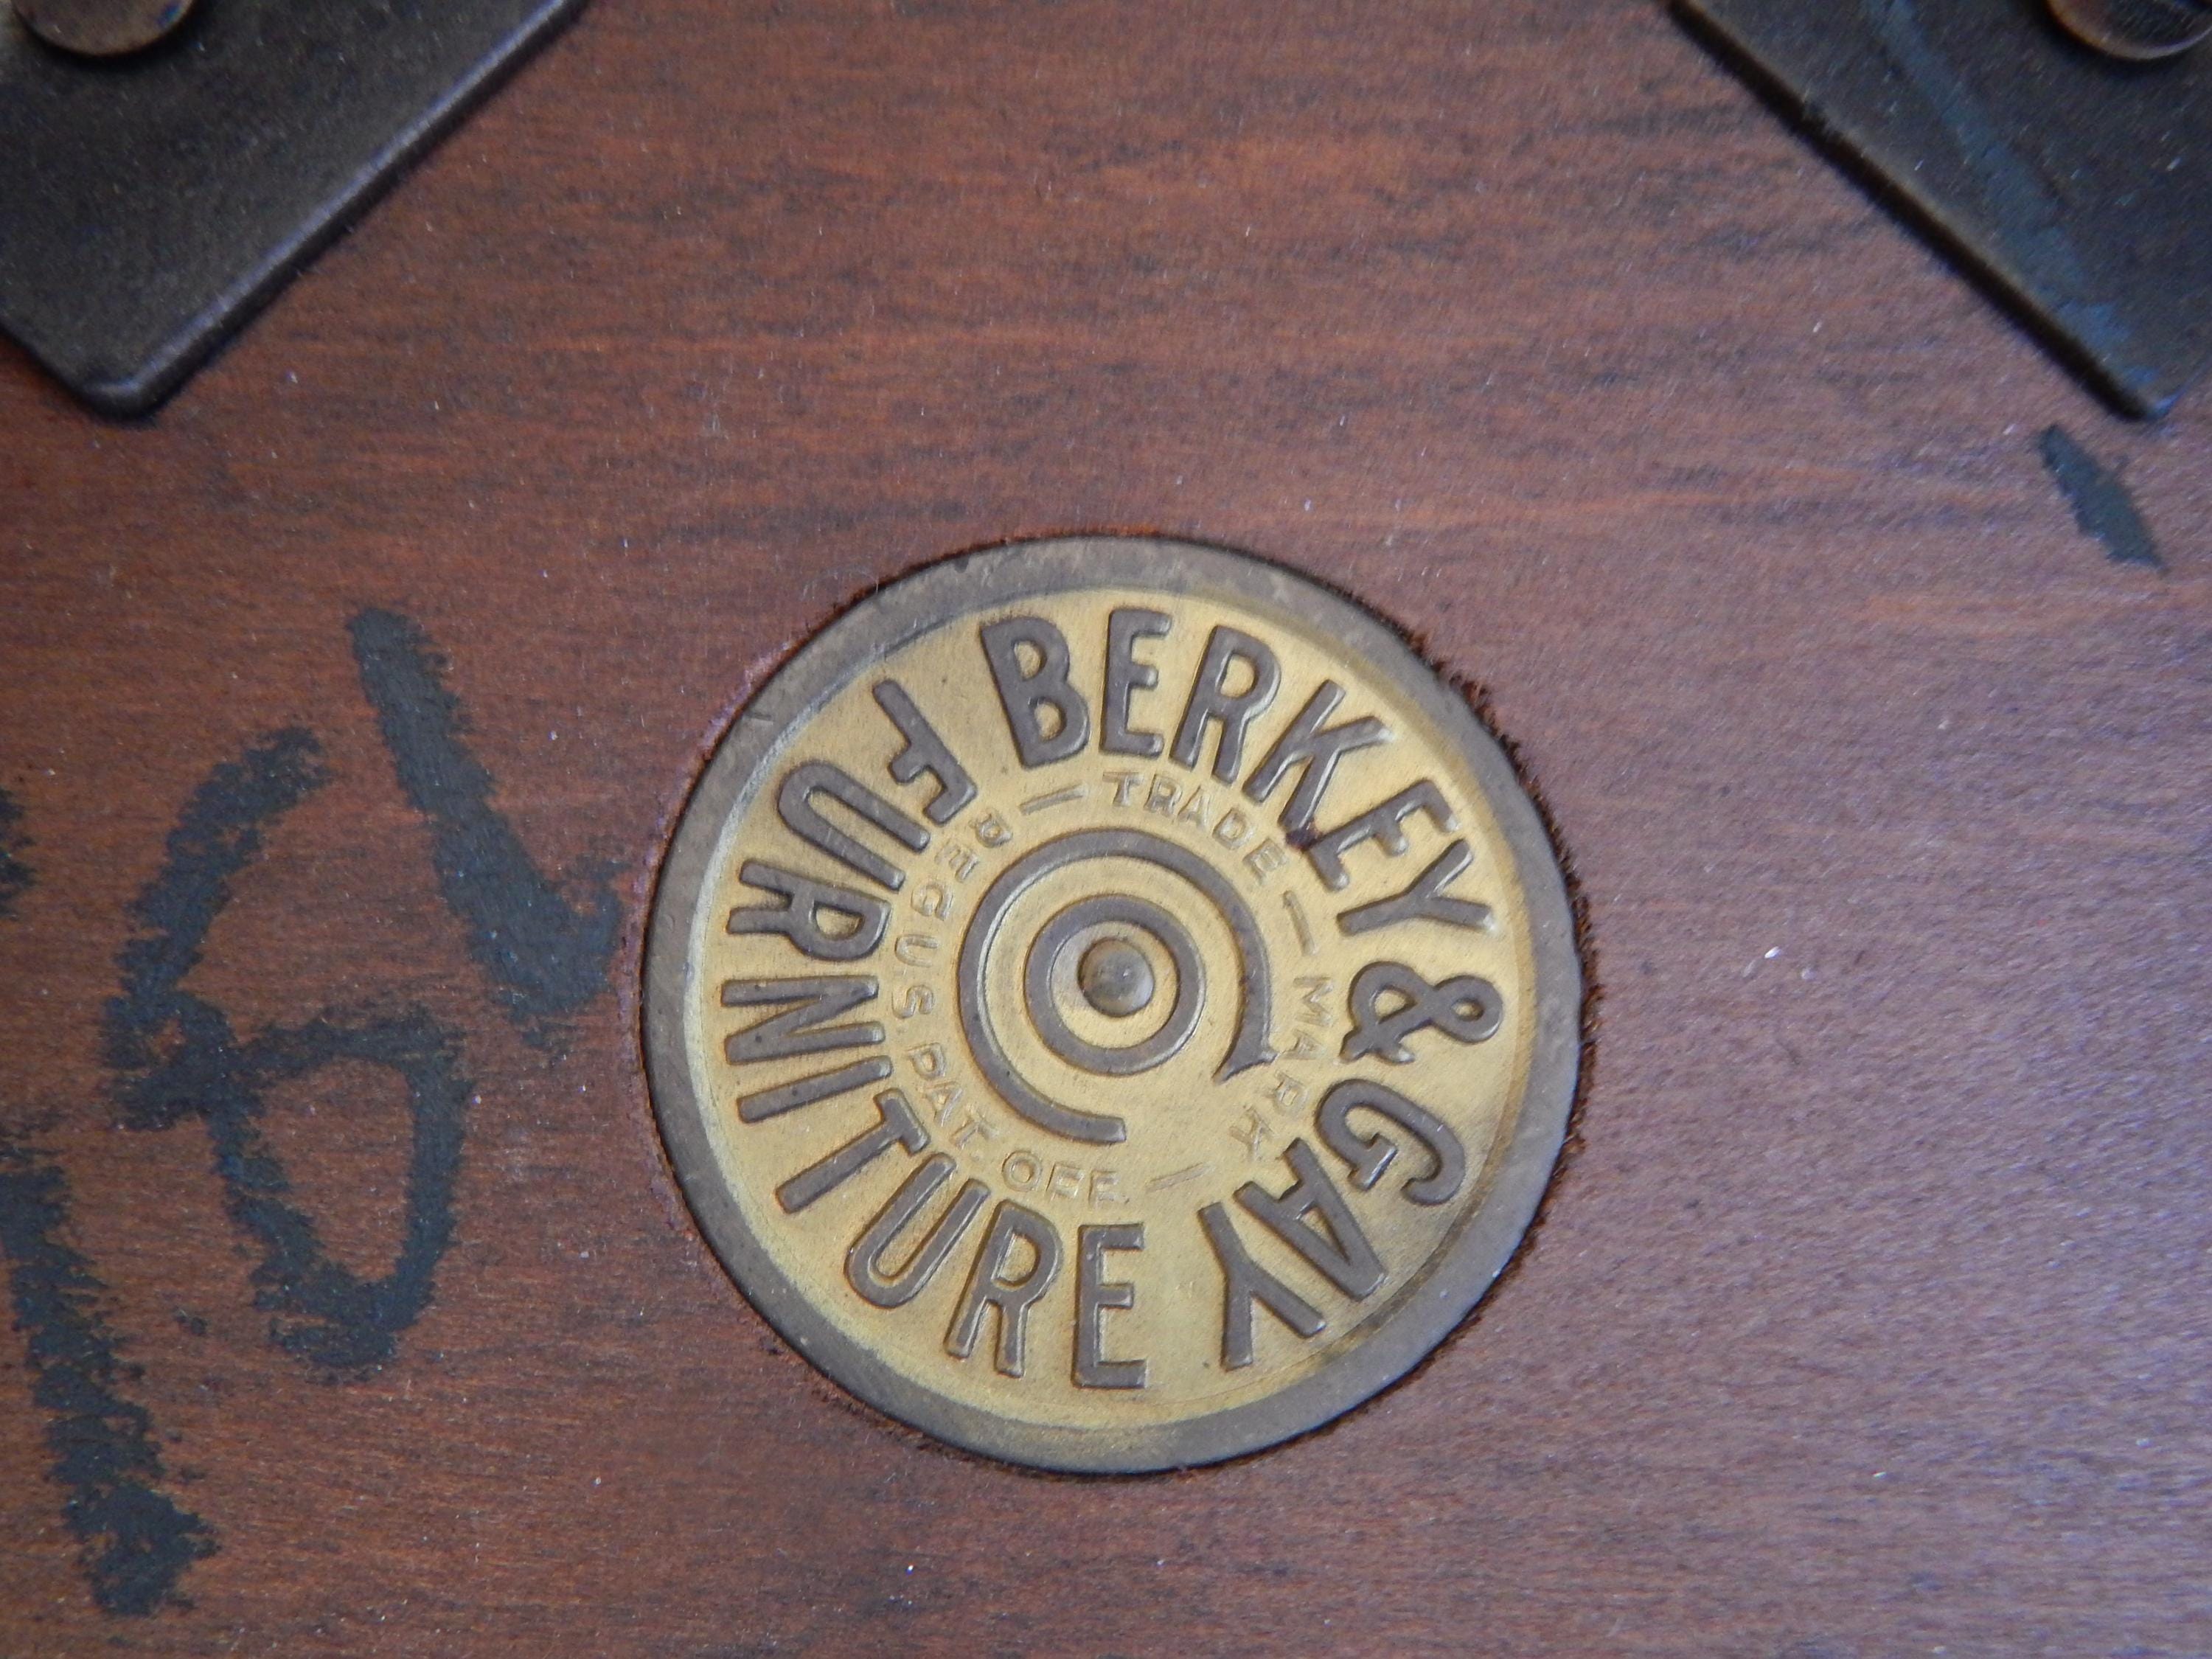 BERKEY & GAY FURNITURE
— TRADE — MARK — REG U S PAT. OFF.